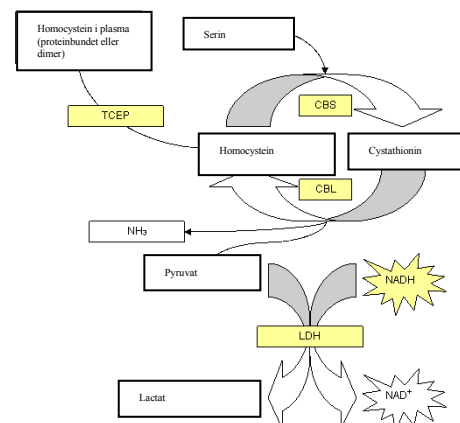 Homocystein i plasma
(proteinbundet eller
dimer)
Serin
TCEP
CBS
Homocystein
Cystathionin
CBL
NH₃
Pyruvat
NADH
LDH
Lactat
NAD⁺